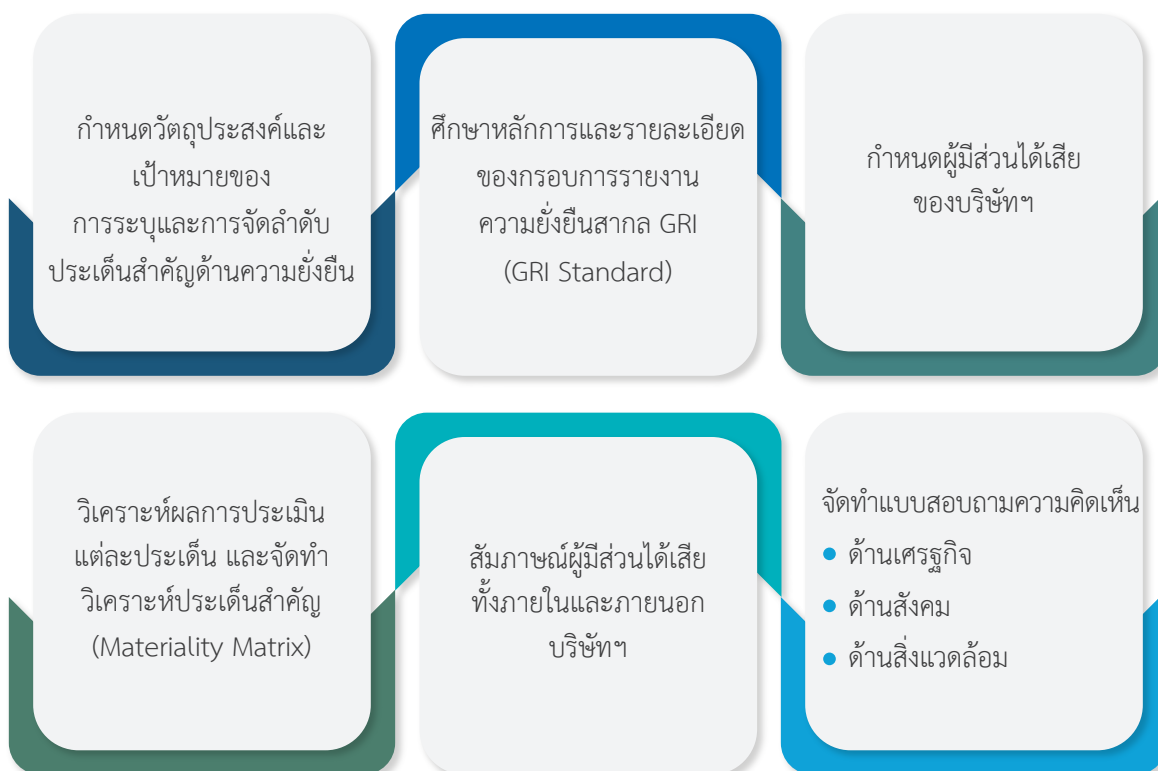 กำหนดวัตถุประสงค์และ
เป้าหมายของ
การระบุและการจัดลำดับ
ประเด็นสำคัญด้านความยั่งยืน
ศึกษาหลักการและรายละเอียด
ของกรอบการรายงาน
ความยั่งยืนสากล GRI
(GRI Standard)
กำหนดผู้มีส่วนได้เสีย
ของบริษัทฯ
วิเคราะห์ผลการประเมิน
แต่ละประเด็น และจัดทำ
วิเคราะห์ประเด็นสำคัญ
(Materiality Matrix)
สัมภาษณ์ผู้มีส่วนได้เสีย
ทั้งภายในและภายนอก
บริษัทฯ
จัดทำแบบสอบถามความคิดเห็น
• ด้านเศรฐกิจ
• ด้านสังคม
• ด้านสิ่งแวดล้อม